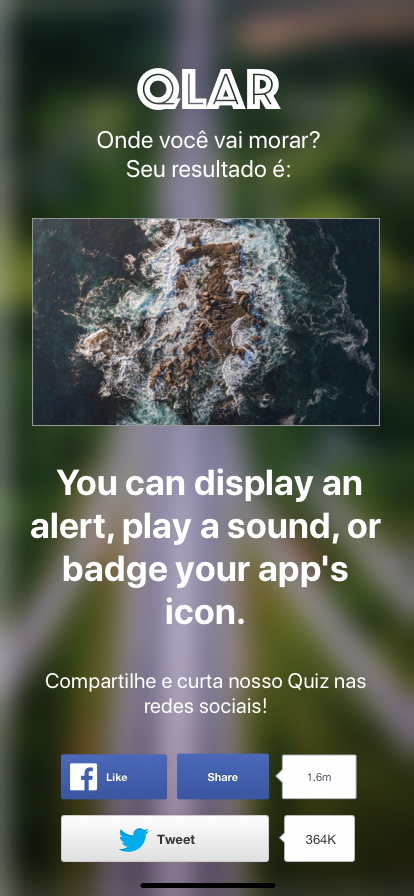 QLAR
Onde você vai morar?
Seu resultado é:
You can display an
alert, play a sound, or
badge your app's
icon.
Compartilhe e curta nosso Quiz nas
redes sociais!
Like
Share
1.6m
Tweet
364K